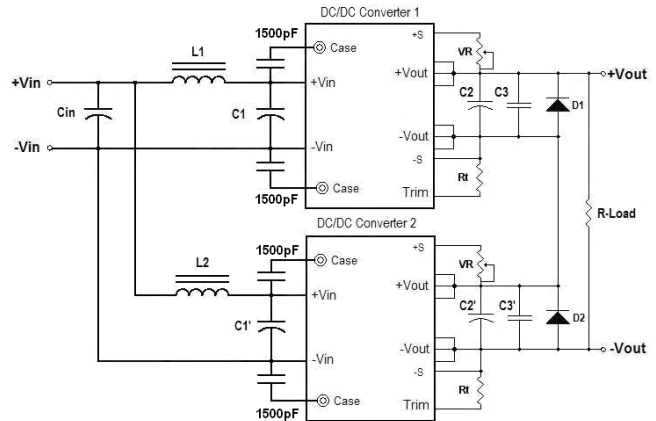 DC/DC Converter 1
1500pF
Case
+S
VR
L1
+Vin
+Vin
+Vout
+Vout
Cin
C1
C2
C3
D1
-Vin
-Vin
-Vout
-S
Case
1500pF
Rt
Trim
R-Load
DC/DC Converter 2
1500pF
Case
+S
VR
L2
+Vin
+Vout
C1'
C2'
C3'
D2
-Vin
-Vout
-Vout
-S
Case
1500pF
Rt
Trim